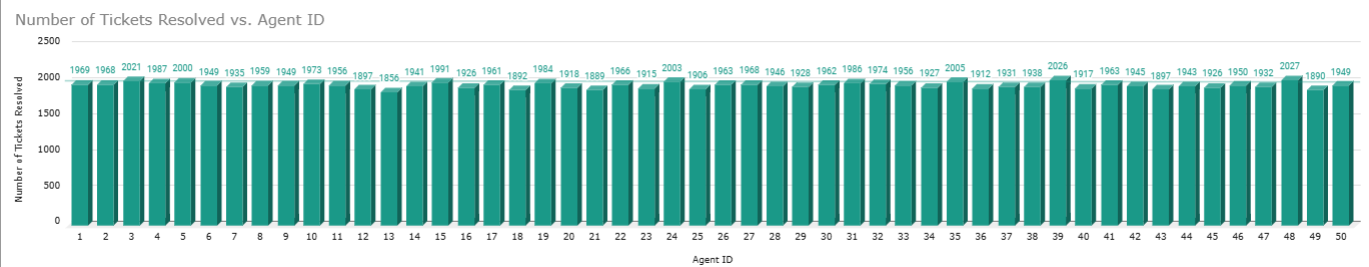 Number of Tickets Resolved vs. Agent ID
2500
2000
1500
1000
500
0
Number of Tickets Resolved
1969 1968 2021 1987 2000 1949 1935 1959 1949 1973 1956 1897 1856 1941 1991 1926 1961 1892 1984 1918 1889 1966 1915 2003 1906 1963 1968 1946 1928 1962 1986 1974 1956 1927 2005 1912 1931 1938 2026 1917 1963 1945 1897 1943 1926 1950 1932 2027 1890 1949
1 2 3 4 5 6 7 8 9 10 11 12 13 14 15 16 17 18 19 20 21 22 23 24 25 26 27 28 29 30 31 32 33 34 35 36 37 38 39 40 41 42 43 44 45 46 47 48 49 50
Agent ID